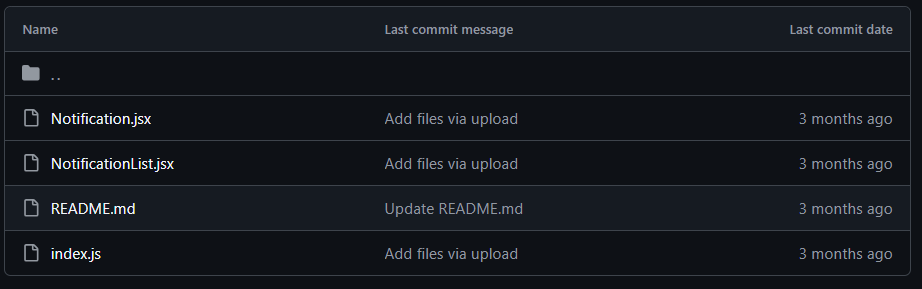 Name Last commit message Last commit date
..
Notification.jsx Add files via upload 3 months ago
NotificationList.jsx Add files via upload 3 months ago
README.md Update README.md 3 months ago
index.js Add files via upload 3 months ago